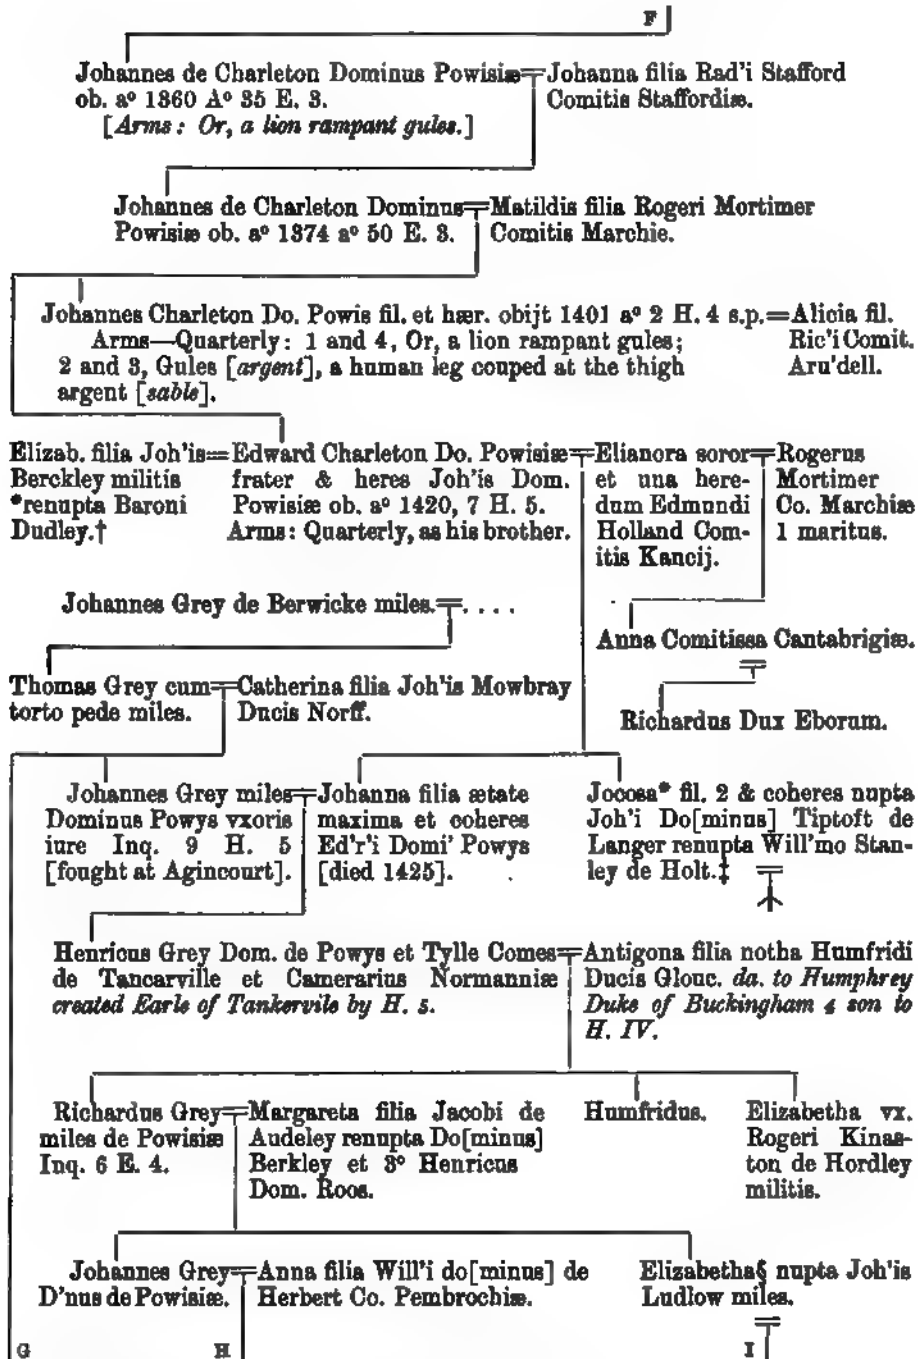 F
Johannes de Charleton Dominus Powisiæ=Johanna filia Rad'i Stafford
ob. aº 1360 Aº 35 E. 3. Comitis Staffordiæ.
[Arms: Or, a lion rampant gules.]
Johannes de Charleton Dominus=Matildis filia Rogeri Mortimer
Powisiæ ob. aº 1374 aº 50 E. 3. Comitis Marchie.
Johannes Charleton Do. Powis fil. et hær. obijt 1401 aº 2 H. 4 s.p.=Alicia fil.
Arms—Quarterly: 1 and 4, Or, a lion rampant gules; Ric'i Comit.
2 and 3, Gules [argent], a human leg couped at the thigh Aru'dell.
argent [sable].
Elizab. filia Joh'is=Edward Charleton Do. Powisiæ=Elianora soror=Rogerus
Berckley militis frater & heres Joh'is Dom. et una here- Mortimer
*renupta Baroni Powisiæ ob. aº 1420, 7 H. 5. dum Edmundi Co. Marchiæ
Dudley.† Arms: Quarterly, as his brother. Holland Com- 1 maritus.
itis Kancij.
Johannes Grey de Berwicke miles.=. . . .
Anna Comitissa Cantabrigiæ.
Thomas Grey cum=Catherina filia Joh'is Mowbray
torto pede miles. Ducis Norff.
Richardus Dux Eborum.
Johannes Grey miles=Johanna filia ætate Jocosa* fil. 2 & coheres nupta
Dominus Powys vxoris maxima et coheres Joh'i Do[minus] Tiptoft de
iure Inq. 9 H. 5 Ed'r'i Domi' Powys Langer renupta Will'mo Stan-
[fought at Agincourt]. [died 1425]. ley de Holt.‡
Henricus Grey Dom. de Powys et Tylle Comes=Antigona filia notha Humfridi
de Tancarville et Camerarius Normanniæ Ducis Glouc. da. to Humphrey
created Earle of Tankervile by H. 5. Duke of Buckingham 4 son to
H. IV.
Richardus Grey=Margareta filia Jacobi de Humfridus. Elizabetha vx.
miles de Powisiæ Audeley renupta Do[minus] Rogeri Kinas-
Inq. 6 E. 4. Berkley et 3º Henricus ton de Hordley
Dom. Roos. militis.
Johannes Grey=Anna filia Will'i do[minus] de Elizabetha§ nupta Joh'is
D'nus de Powisiæ. Herbert Co. Pembrochiæ. Ludlow miles.
G H I